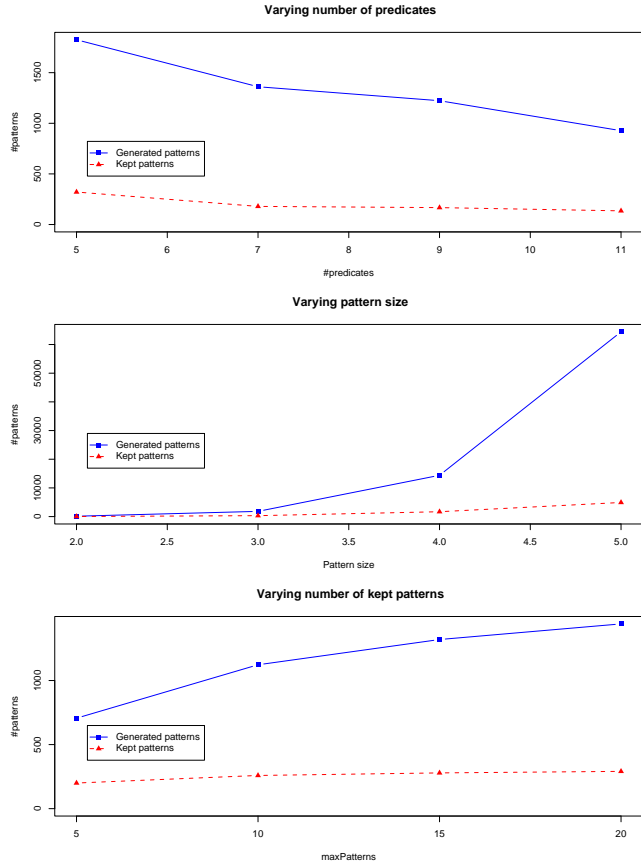 Varying number of predicates
#patterns
1500
1000
500
0
Generated patterns
Kept patterns
5 6 7 8 9 10 11
#predicates
Varying pattern size
#patterns
50000
30000
10000
0
Generated patterns
Kept patterns
2.0 2.5 3.0 3.5 4.0 4.5 5.0
Pattern size
Varying number of kept patterns
#patterns
1000
500
0
Generated patterns
Kept patterns
5 10 15 20
maxPatterns